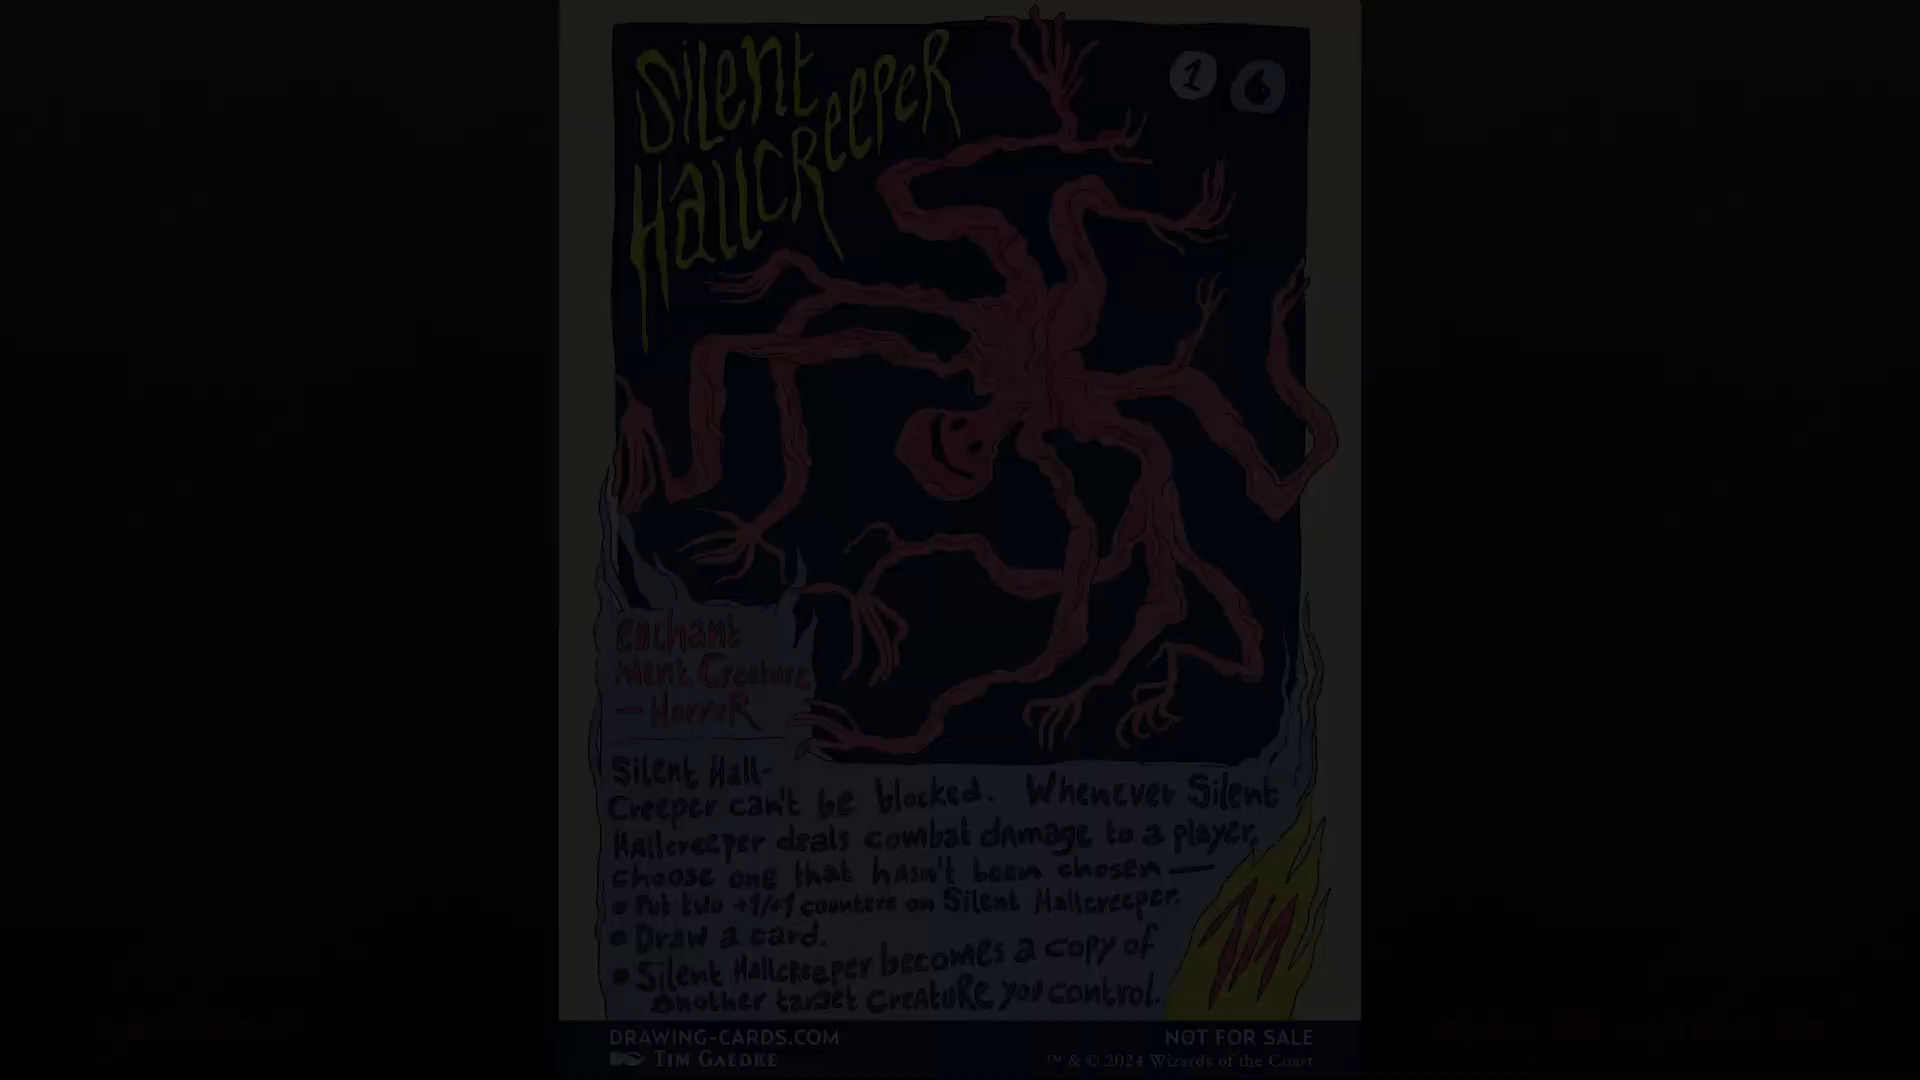 Silent
Hallcreeper
1
enchant
ment Creature
— Horror
Silent Hall-
Creeper can't be blocked. Whenever Silent
Hallcreeper deals combat damage to a player,
choose one that hasn't been chosen —
• Put two +1/+1 counters on Silent Hallcreeper.
• Draw a card.
• Silent Hallcreeper becomes a copy of
another target creature you control.
1/1
DRAWING-CARDS.COM
NOT FOR SALE
Tim Gaedke
™ & © 2024 Wizards of the Coast